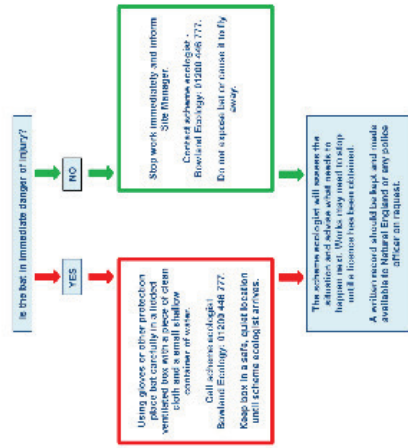 Is the bat in immediate danger of injury?
YES
NO
Using gloves or other protection
place bat carefully in a lidded
ventilated box with a piece of clean
cloth and a small shallow
container of water.
Call scheme ecologist
Bowland Ecology: 01200 446 777.
Keep box in a safe, quiet location
until scheme ecologist arrives.
Stop work immediately and inform
Site Manager.
Contact scheme ecologist -
Bowland Ecology: 01200 446 777.
Do not expose bat or cause it to fly
away.
The scheme ecologist will assess the
situation and advise what needs to
happen next. Works may need to stop
until a licence has been obtained.
A written record should be kept and made
available to Natural England or any police
officer on request.